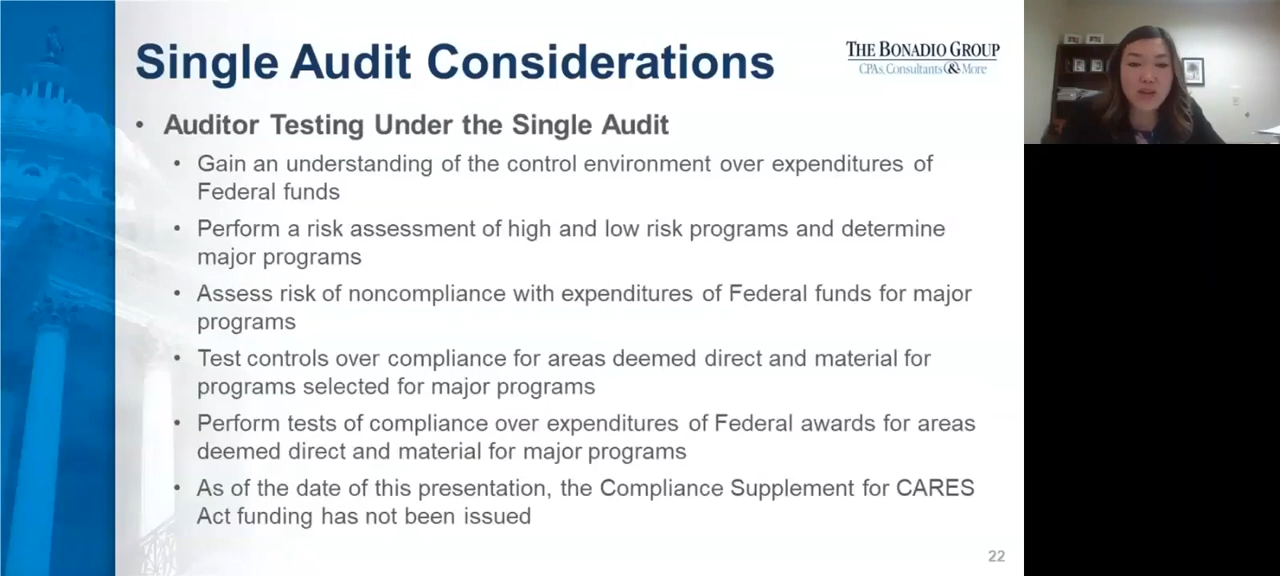 Single Audit Considerations
THE BONADIO GROUP
CPAs, Consultants & More
• Auditor Testing Under the Single Audit
• Gain an understanding of the control environment over expenditures of
Federal funds
• Perform a risk assessment of high and low risk programs and determine
major programs
• Assess risk of noncompliance with expenditures of Federal funds for major
programs
• Test controls over compliance for areas deemed direct and material for
programs selected for major programs
• Perform tests of compliance over expenditures of Federal awards for areas
deemed direct and material for major programs
• As of the date of this presentation, the Compliance Supplement for CARES
Act funding has not been issued
22